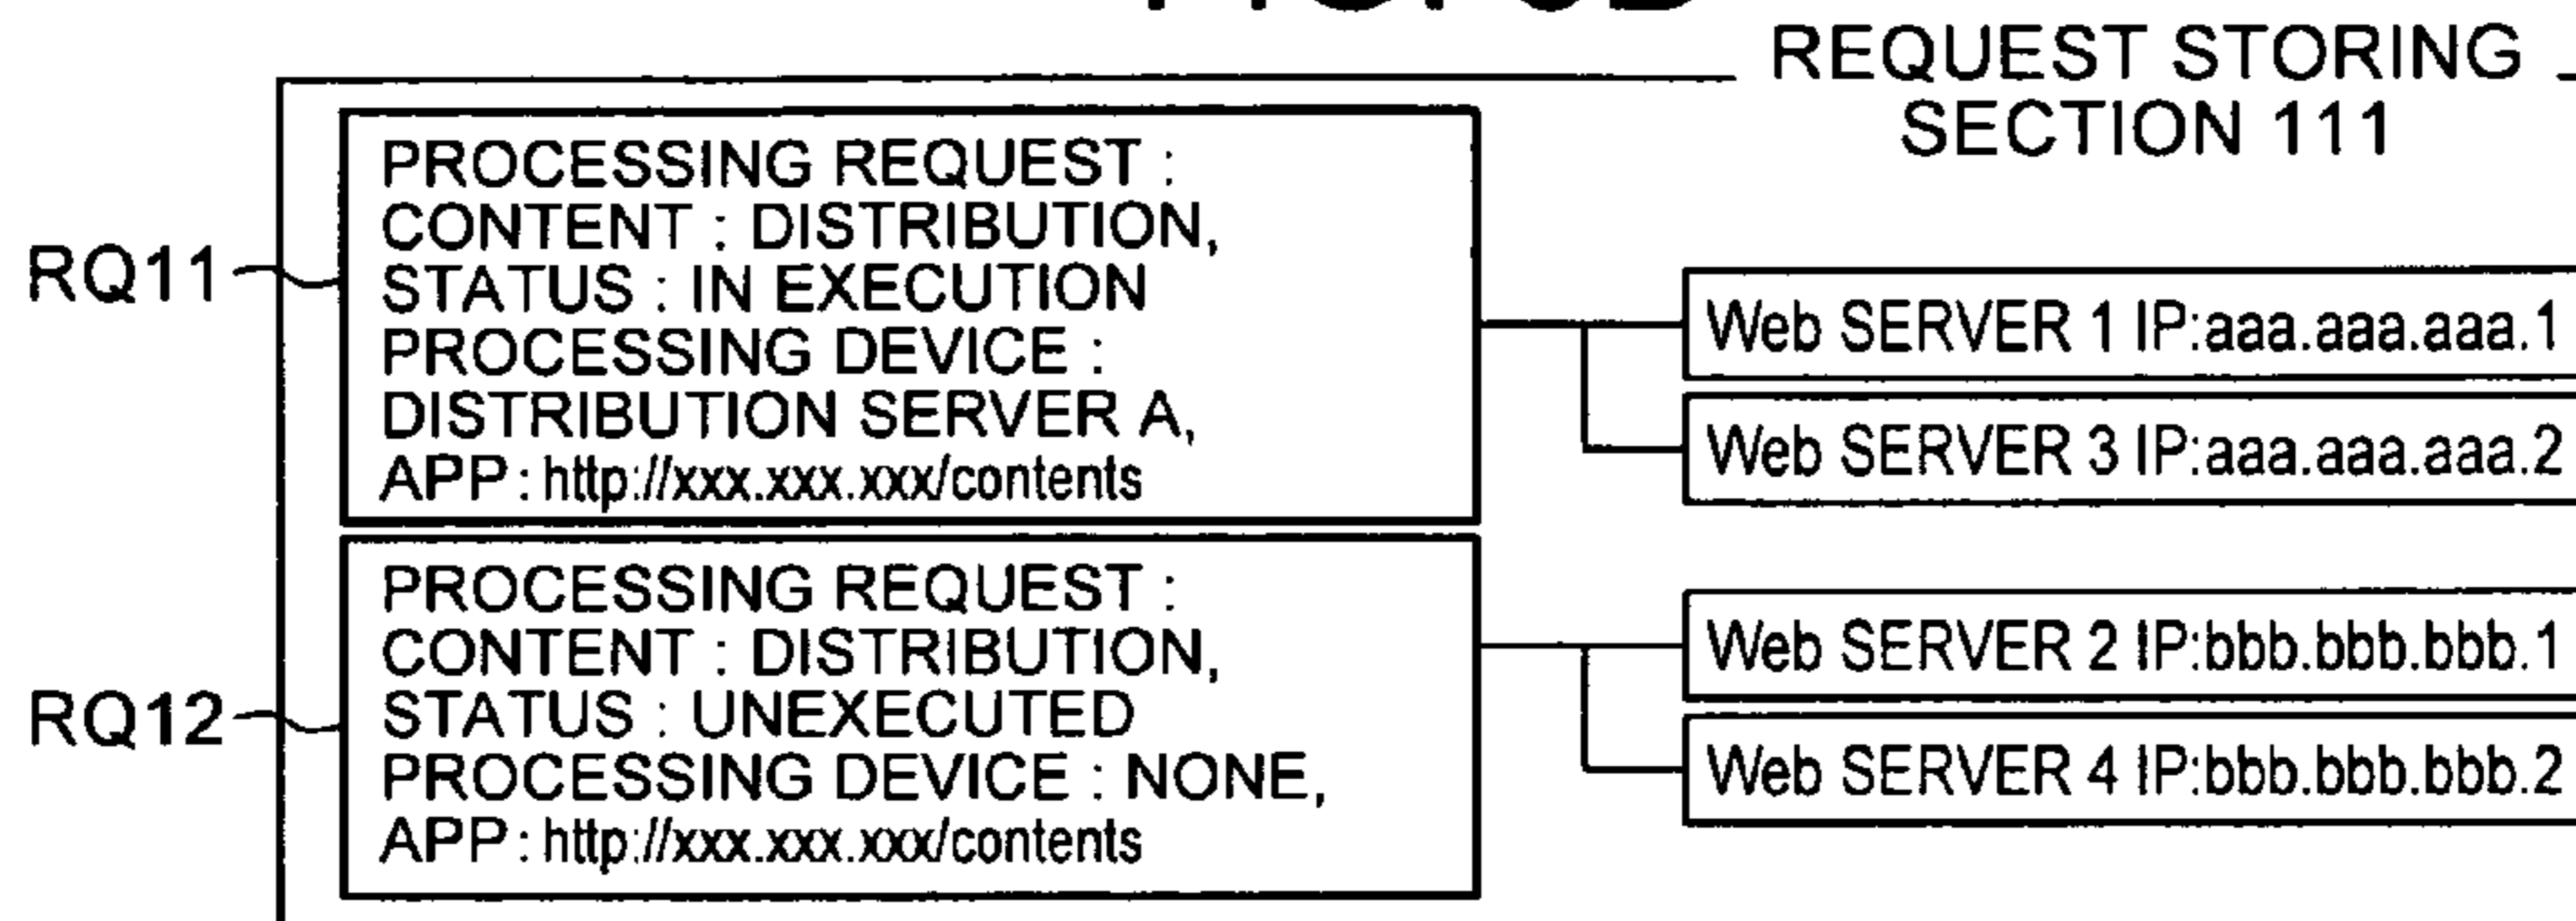 REQUEST STORING
SECTION 111
RQ11
PROCESSING REQUEST :
CONTENT : DISTRIBUTION,
STATUS : IN EXECUTION
PROCESSING DEVICE :
DISTRIBUTION SERVER A,
APP : http://xxx.xxx.xxx/contents
Web SERVER 1 IP:aaa.aaa.aaa.1
Web SERVER 3 IP:aaa.aaa.aaa.2
RQ12
PROCESSING REQUEST :
CONTENT : DISTRIBUTION,
STATUS : UNEXECUTED
PROCESSING DEVICE : NONE,
APP : http://xxx.xxx.xxx/contents
Web SERVER 2 IP:bbb.bbb.bbb.1
Web SERVER 4 IP:bbb.bbb.bbb.2